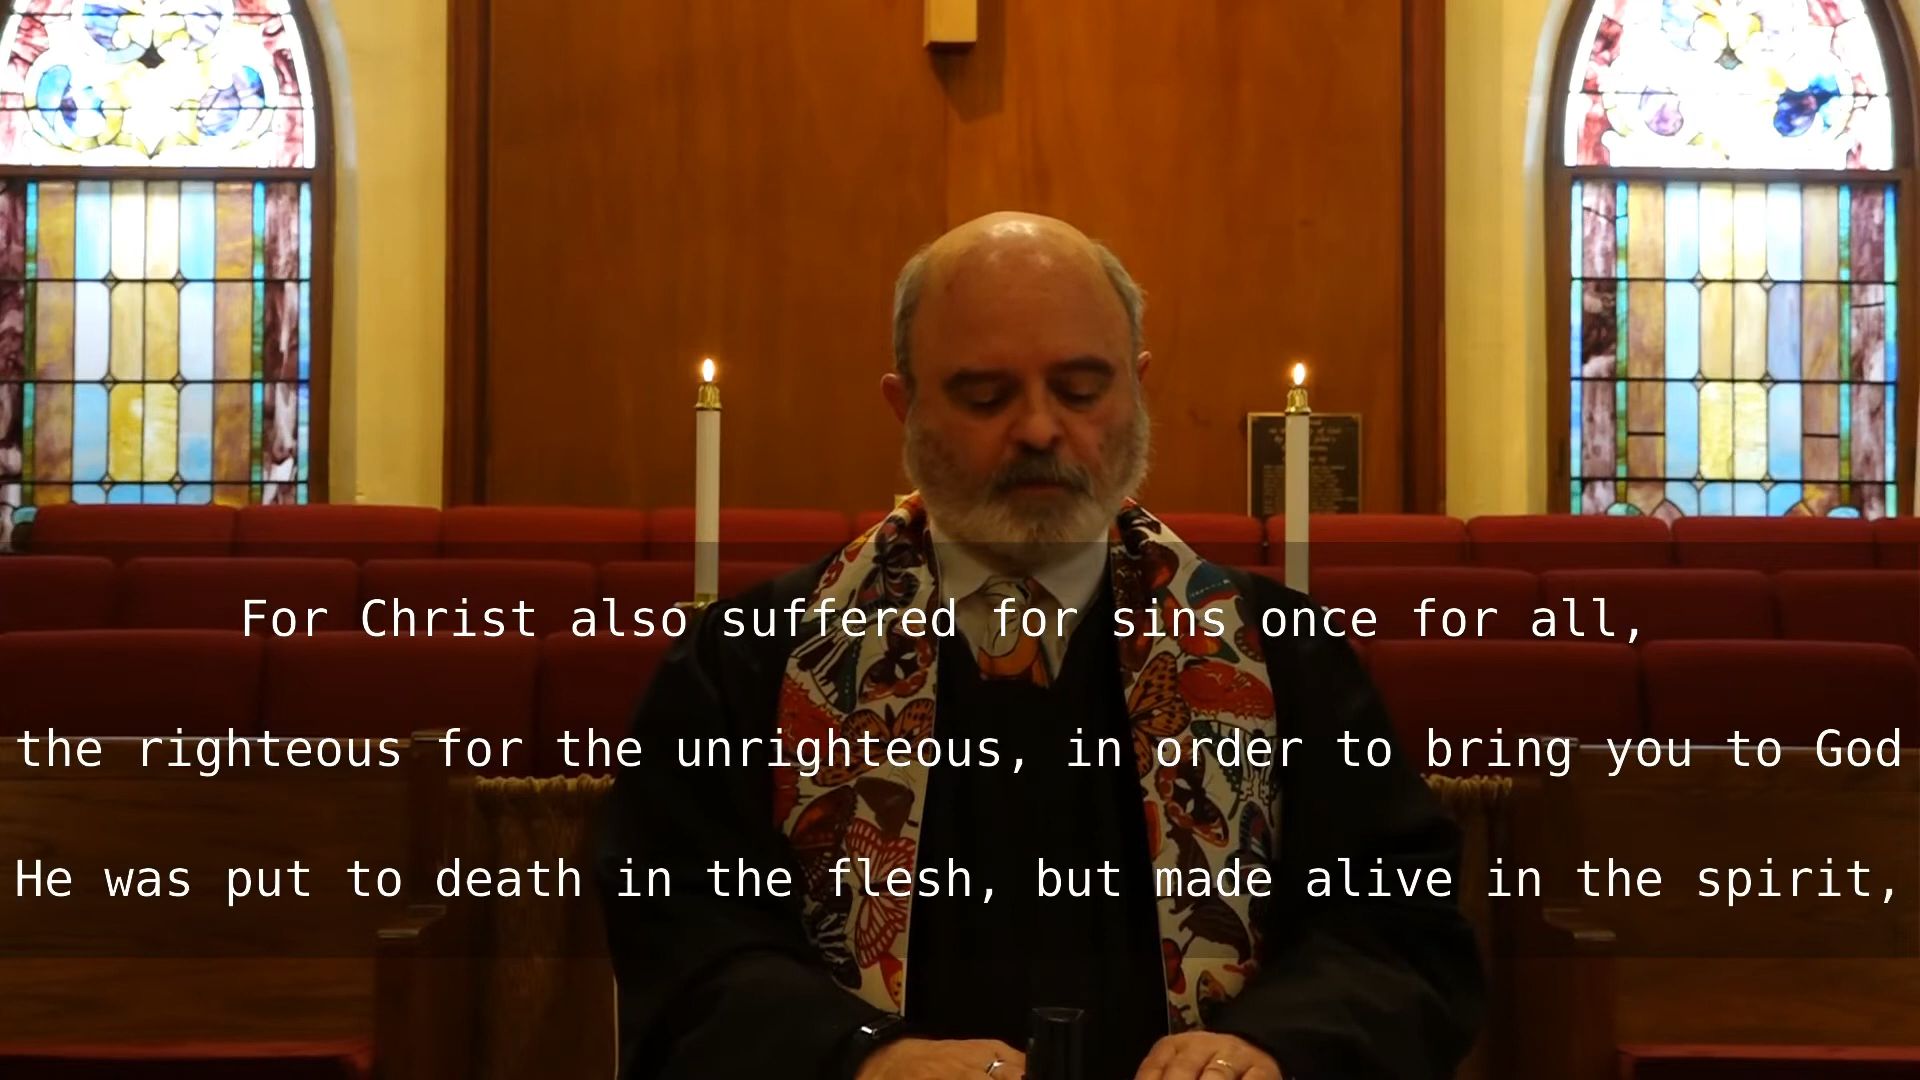 For Christ also suffered for sins once for all,
the righteous for the unrighteous, in order to bring you to God
He was put to death in the flesh, but made alive in the spirit,